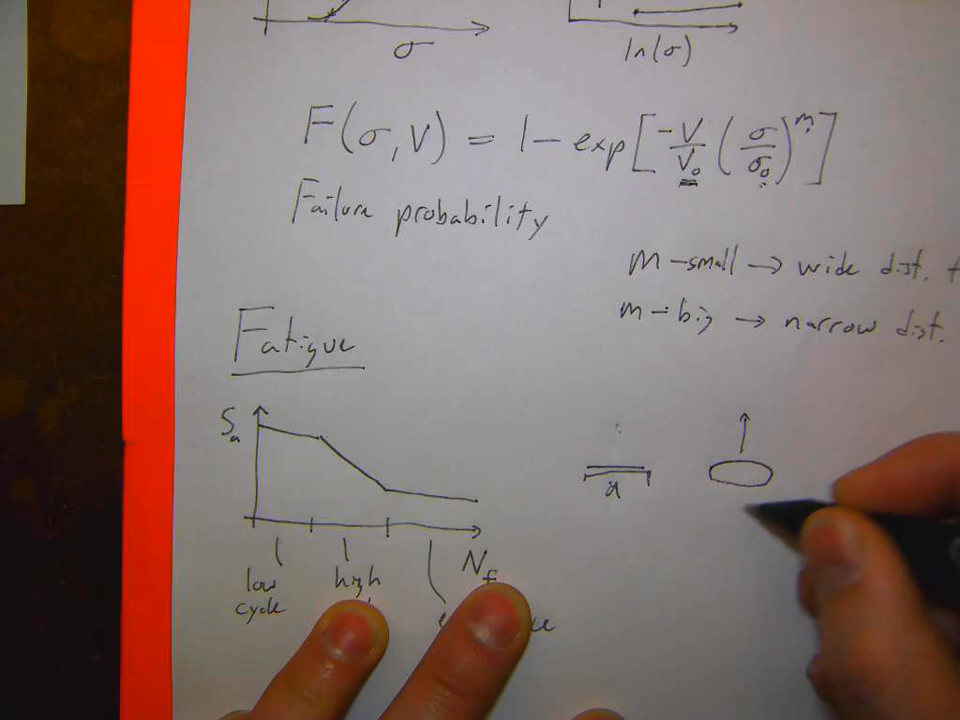 σ
ln(σ)
F(σ,V) = 1 - exp[-V/V₀ (σ/σ₀)^m]
Failure probability
m - small → wide dist.
m - big → narrow dist.
Fatigue
Sₐ
a
N_f
low
cycle
high